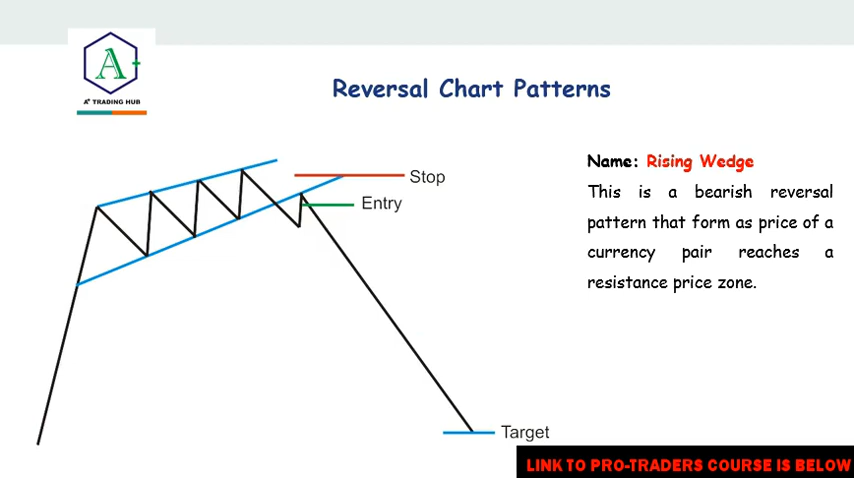 A+
A+ TRADING HUB
Reversal Chart Patterns
Stop
Entry
Target
Name: Rising Wedge
This is a bearish reversal
pattern that form as price of a
currency pair reaches a
resistance price zone.
LINK TO PRO-TRADERS COURSE IS BELOW